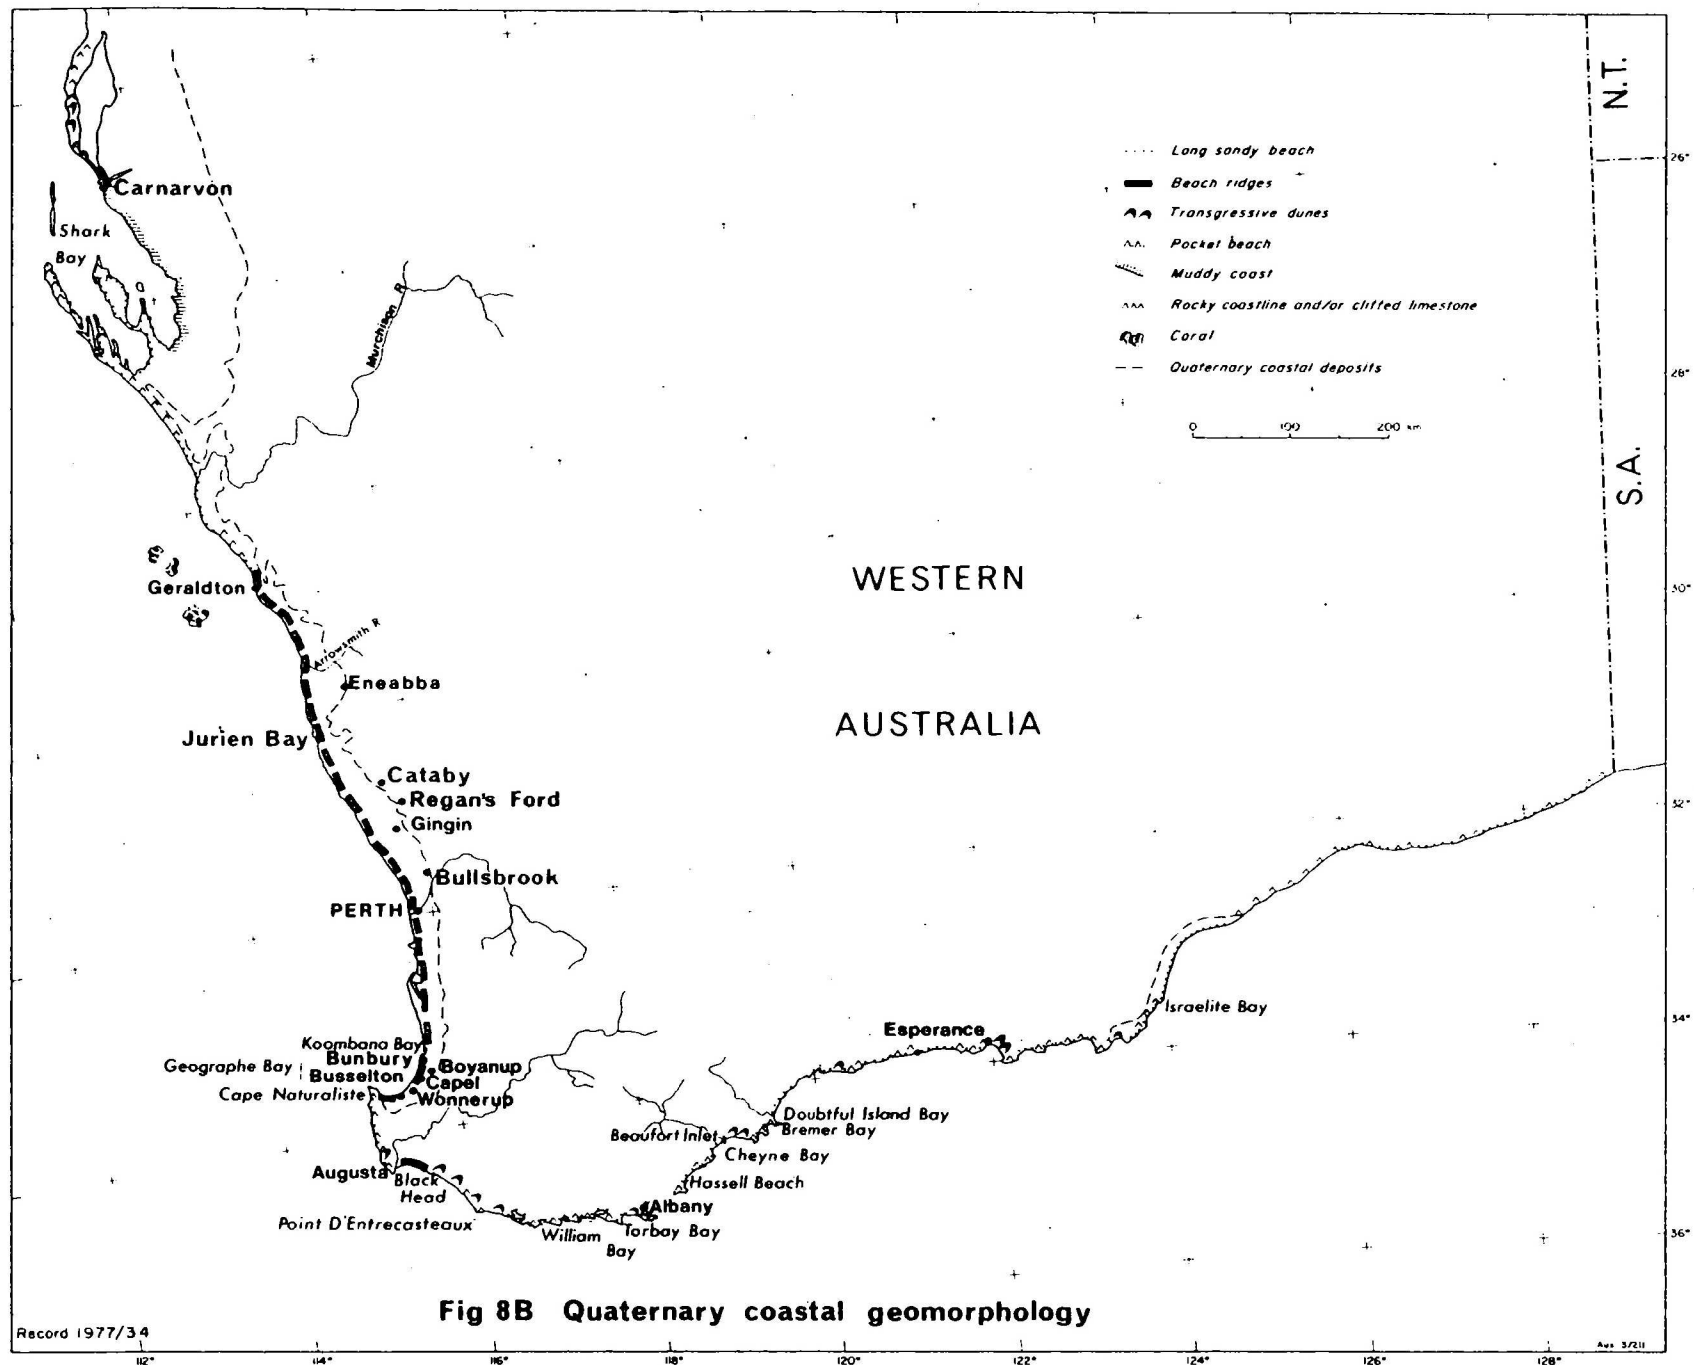 N.T.
Long sandy beach
26°
Carnarvon
Beach ridges
Transgressive dunes
Shark
Bay
Pocket beach
Muddy coast
Murchison R
Rocky coastline and/or cliffed limestone
Coral
Quaternary coastal deposits
28°
0 100 200 km
S.A.
WESTERN
Geraldton
30°
Arrowsmith R
Eneabba
AUSTRALIA
Jurien Bay
Cataby
Regan's Ford
32°
Gingin
Bullsbrook
PERTH
Israelite Bay
34°
Esperance
Koombana Bay
Bunbury
Geographe Bay
Boyanup
Busselton
Capel
Cape Naturaliste
Wonnerup
Doubtful Island Bay
Beaufort Inlet
Bremer Bay
Cheyne Bay
Augusta
Black
Head
Hassell Beach
Albany
Point D'Entrecasteaux
William
Bay
Torbay Bay
36°
Fig 8B Quaternary coastal geomorphology
Record 1977/34
Aus 3/211
112° 114° 116° 118° 120° 122° 124° 126° 128°